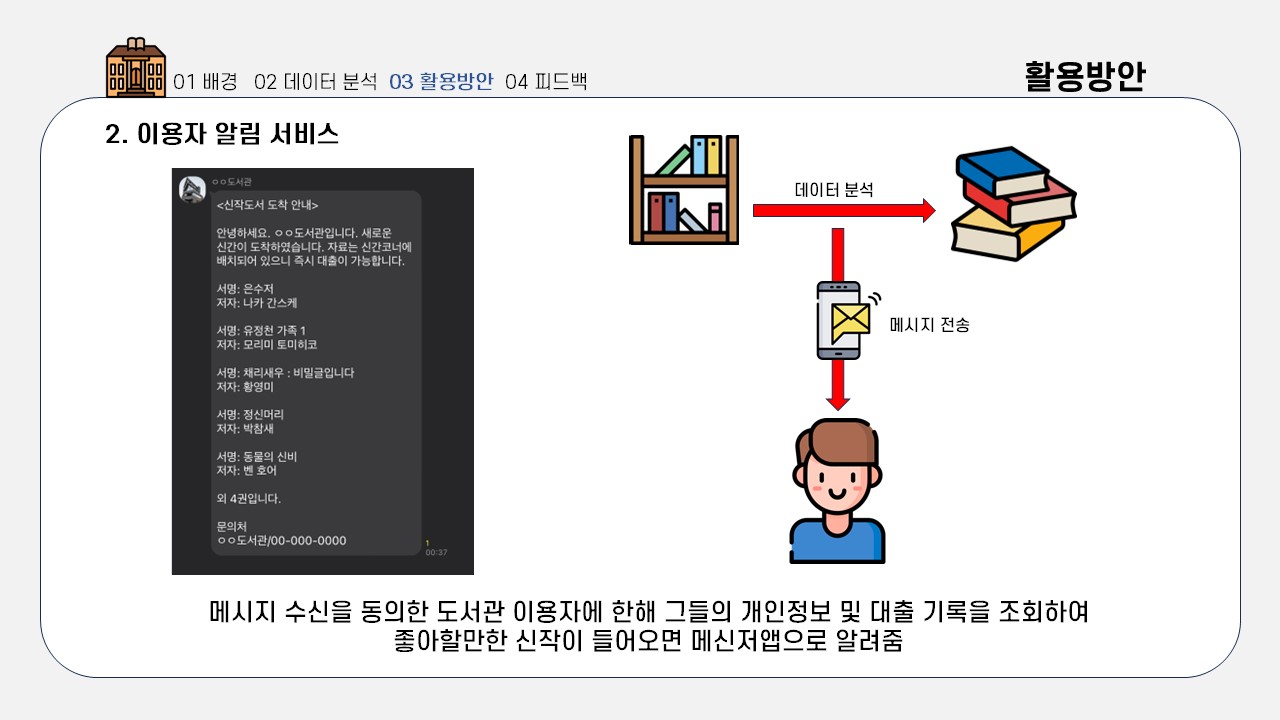 01 배경 02 데이터 분석 03 활용방안 04 피드백
활용방안
2. 이용자 알림 서비스
ㅇㅇ도서관
<신작도서 도착 안내>
안녕하세요. ㅇㅇ도서관입니다. 새로운
신간이 도착하였습니다. 자료는 신간코너에
배치되어 있으니 즉시 대출이 가능합니다.
서명: 은수저
저자: 나카 간스케
서명: 유정천 가족 1
저자: 모리미 토미히코
서명: 체리새우 : 비밀글입니다
저자: 황영미
서명: 정신머리
저자: 박참새
서명: 동물의 신비
저자: 벤 호어
외 4권입니다.
문의처
ㅇㅇ도서관/00-000-0000
1
00:37
데이터 분석
메시지 전송
메시지 수신을 동의한 도서관 이용자에 한해 그들의 개인정보 및 대출 기록을 조회하여
좋아할만한 신작이 들어오면 메신저앱으로 알려줌